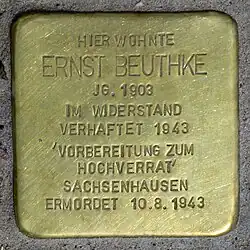 HIER WOHNTE
ERNST BEUTHKE
JG. 1903
IM WIDERSTAND
VERHAFTET 1943
'VORBEREITUNG ZUM
HOCHVERRAT'
SACHSENHAUSEN
ERMORDET 10.8.1943